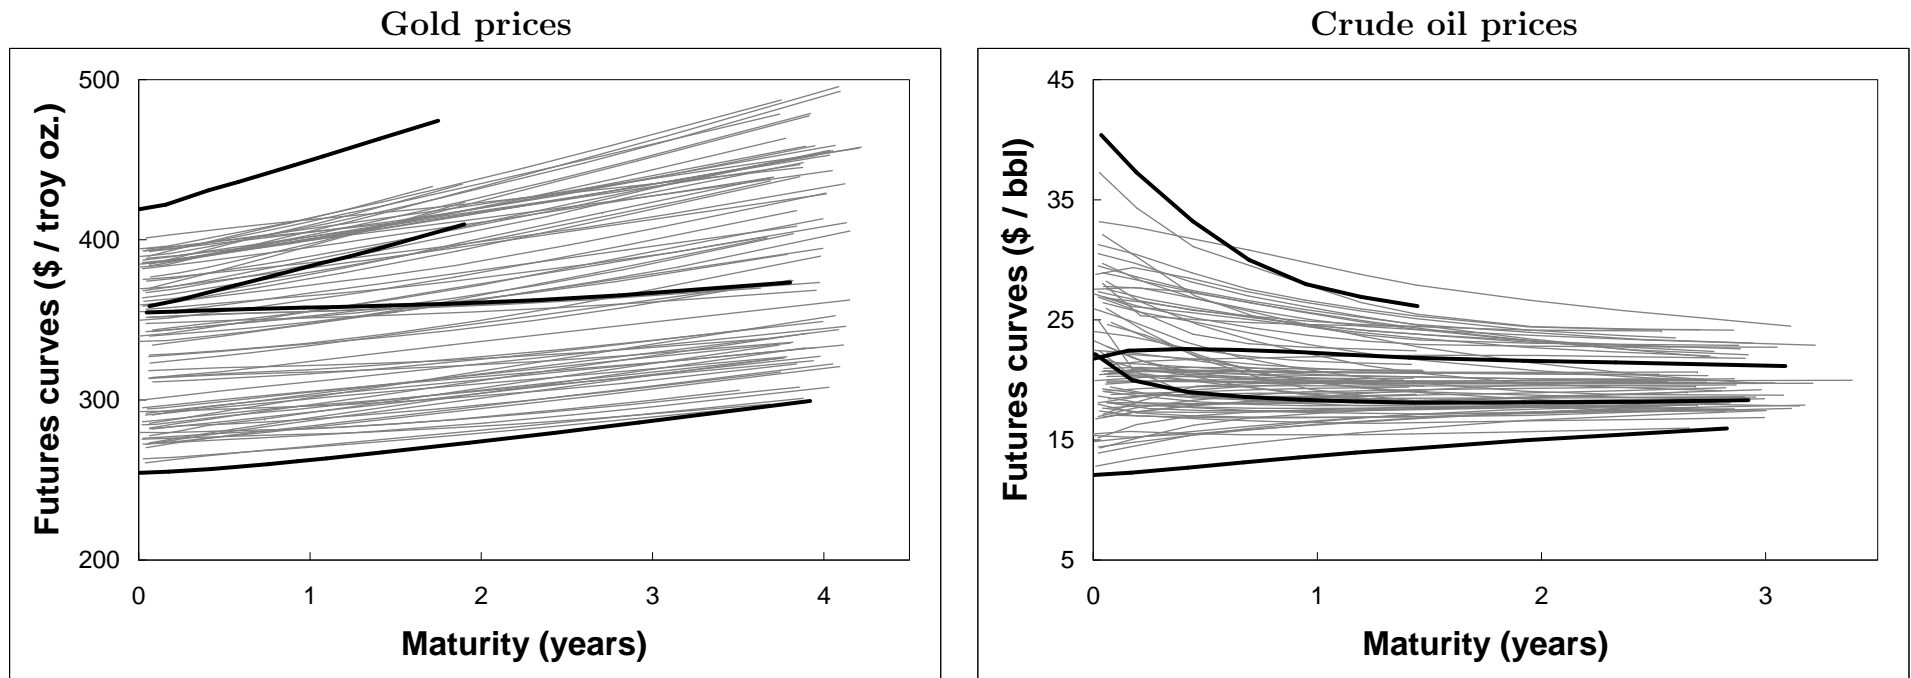 Gold prices
Futures curves ($ / troy oz.)
500
400
300
200
0 1 2 3 4
Maturity (years)
Crude oil prices
Futures curves ($ / bbl)
45
35
25
15
5
0 1 2 3
Maturity (years)